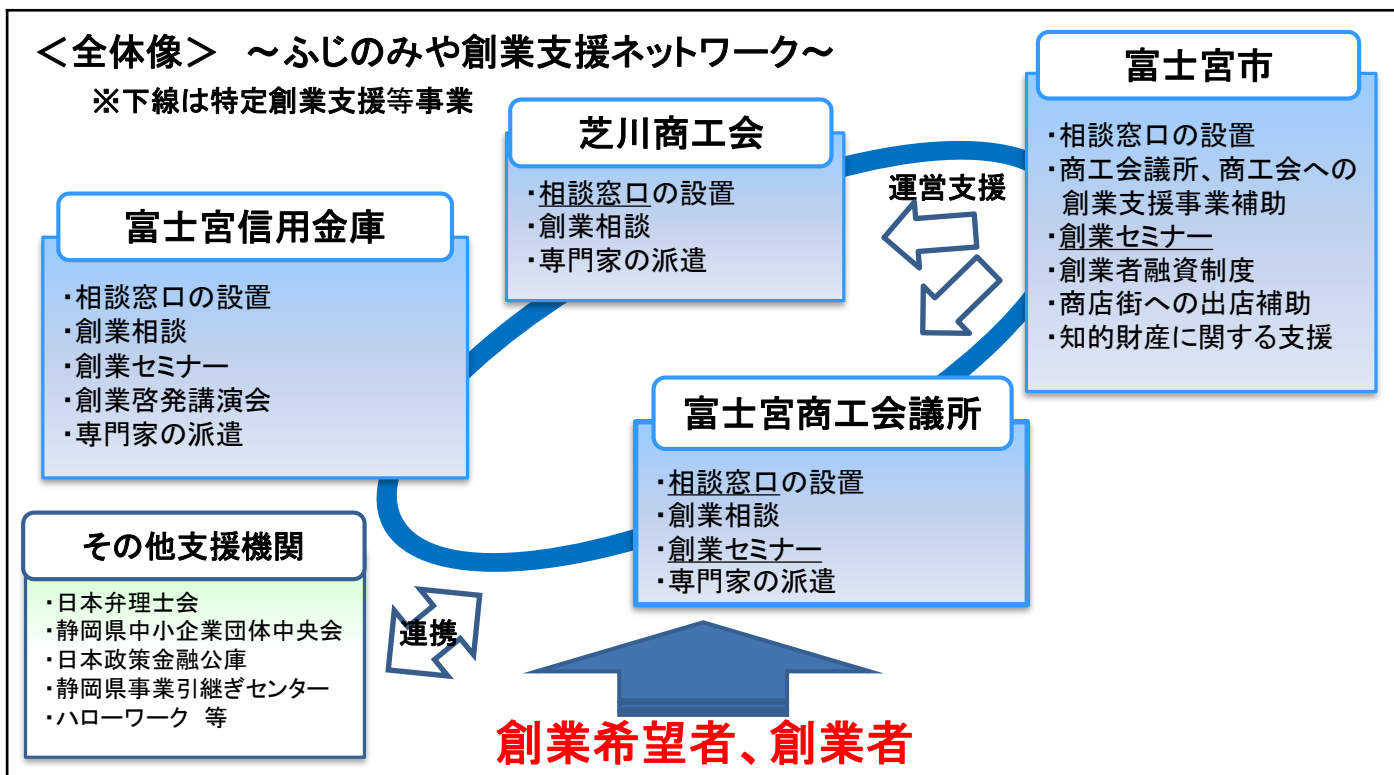 ＜全体像＞ ～ふじのみや創業支援ネットワーク～
※下線は特定創業支援等事業
富士宮市
・相談窓口の設置
・商工会議所、商工会への
創業支援事業補助
・創業セミナー
・創業者融資制度
・商店街への出店補助
・知的財産に関する支援
芝川商工会
・相談窓口の設置
・創業相談
・専門家の派遣
運営支援
富士宮信用金庫
・相談窓口の設置
・創業相談
・創業セミナー
・創業啓発講演会
・専門家の派遣
富士宮商工会議所
・相談窓口の設置
・創業相談
・創業セミナー
・専門家の派遣
その他支援機関
・日本弁理士会
・静岡県中小企業団体中央会
・日本政策金融公庫
・静岡県事業引継ぎセンター
・ハローワーク 等
連携
創業希望者、創業者